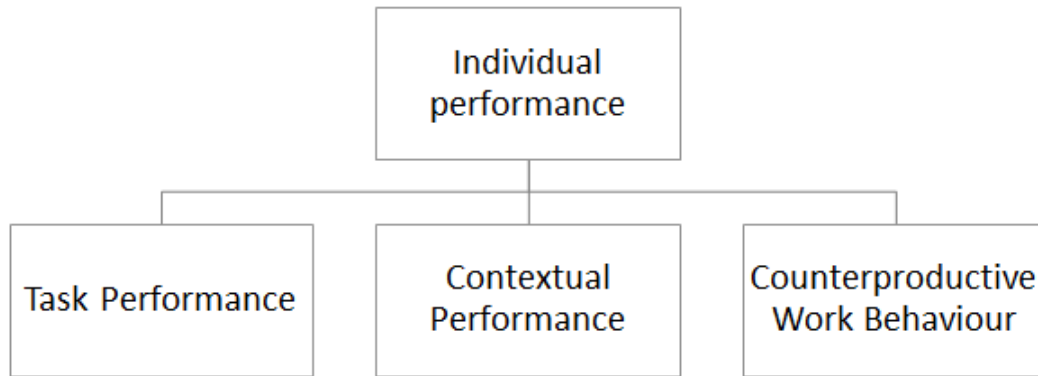 Individual
performance
Task Performance
Contextual
Performance
Counterproductive
Work Behaviour